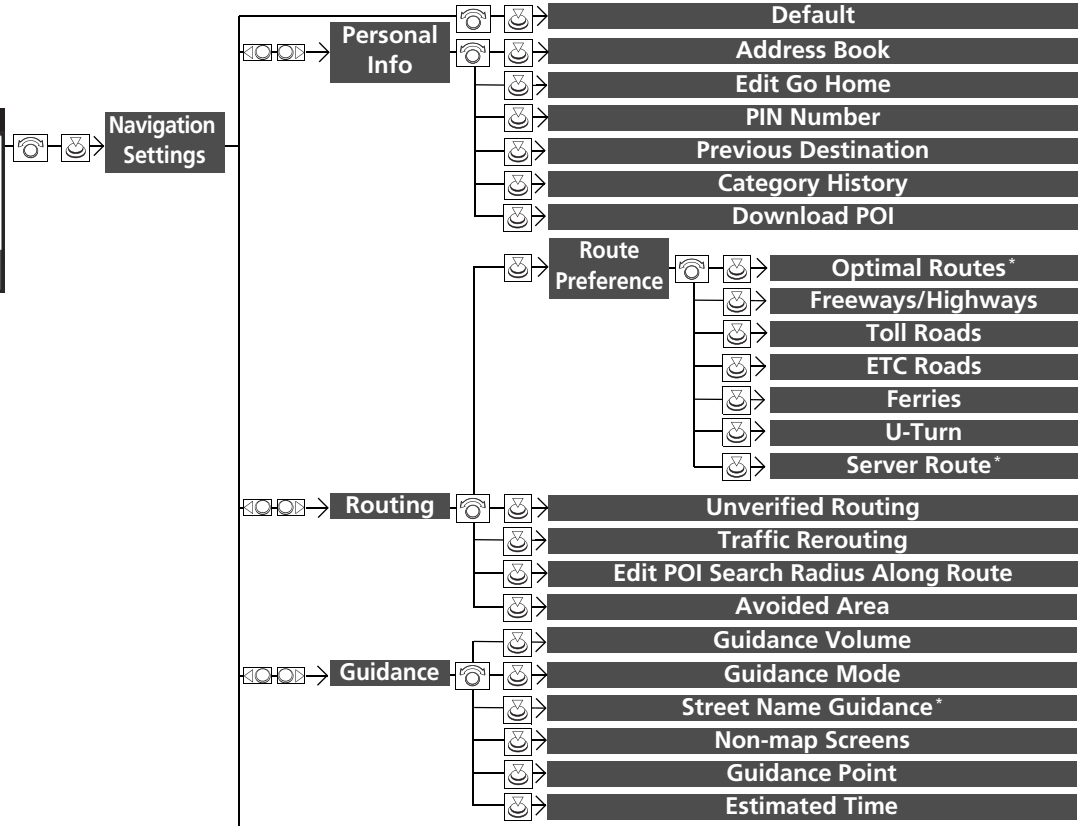 Default
Personal
Info
Address Book
Edit Go Home
Navigation
Settings
PIN Number
Previous Destination
Category History
Download POI
Route
Preference
Optimal Routes*
Freeways/Highways
Toll Roads
ETC Roads
Ferries
U-Turn
Server Route*
Routing
Unverified Routing
Traffic Rerouting
Edit POI Search Radius Along Route
Avoided Area
Guidance Volume
Guidance
Guidance Mode
Street Name Guidance*
Non-map Screens
Guidance Point
Estimated Time